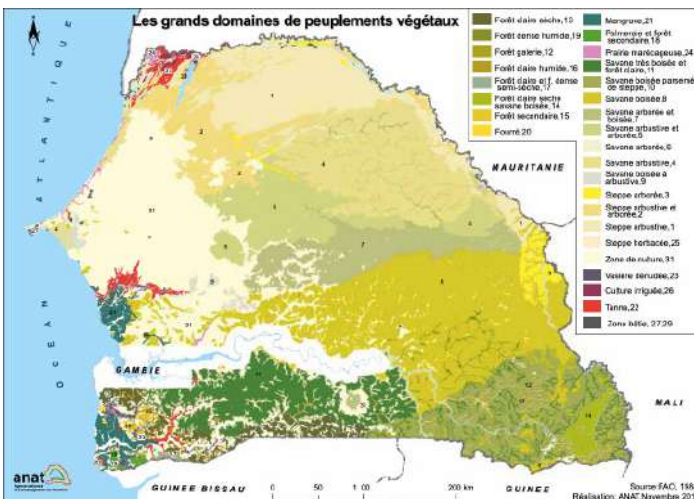 Les grands domaines de peuplements végétaux
Forêt claire sèche, 13
Forêt dense humide, 19
Forêt galerie, 12
Forêt claire humide, 16
Forêt claire et f. dense
semi-sèche, 17
Forêt claire sèche
savane boisée, 14
Forêt secondaire, 15
Fourré, 20
Mangrove, 21
Palmeraie et forêt
secondaire, 18
Prairie marécageuse, 24
Savane très boisée et
forêt claire, 11
Savane boisée parsemée
de steppe, 10
Savane boisée, 8
Savane arborée et
boisée, 7
Savane arbustive et
arborée, 5
Savane arborée, 6
Savane arbustive, 4
Savane boisée à
arbustive, 9
Steppe arborée, 3
Steppe arbustive et
arborée, 2
Steppe arbustive, 1
Steppe herbacée, 25
Zone de culture, 31
Vasière dénudée, 23
Culture irriguée, 26
Tanne, 22
Zone bâtie, 27,29
OCEAN ATLANTIQUE
MAURITANIE
GAMBIE
MALI
GUINEE BISSAU
GUINEE
0 50 100 200 km
anat
Source: FAO, 198
Réalisation: ANAT Novembre 20